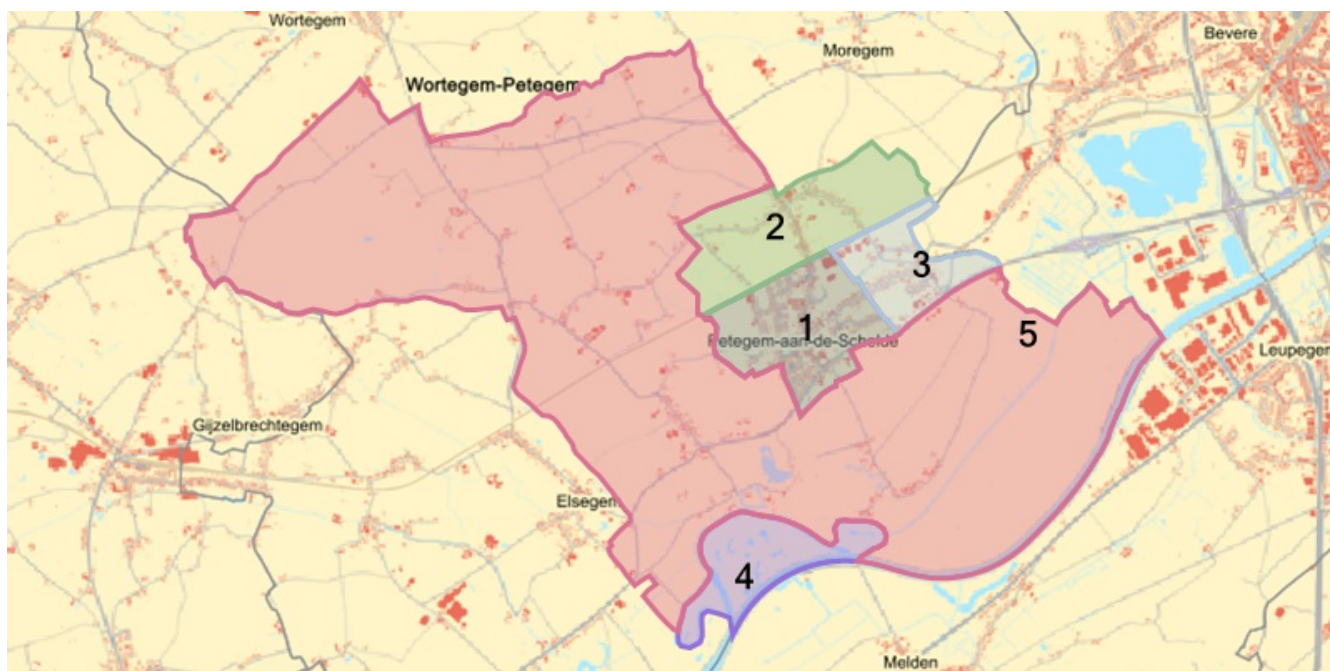 Wortegem
Bevere
Moregem
Wortegem-Petegem
2
3
1
5
Petegem-aan-de-Schelde
Leupegem
Gijzelbrechtegem
Elsegem
4
Melden